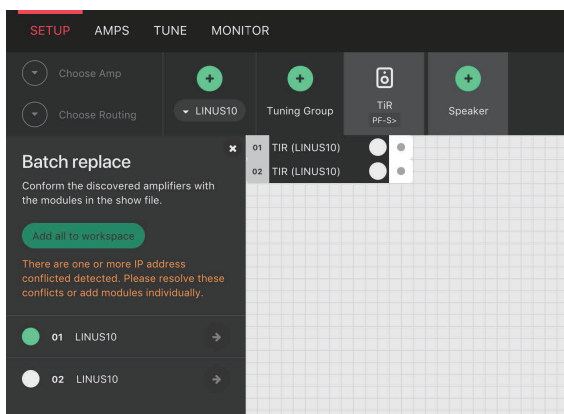 SETUP AMPS TUNE MONITOR
Choose Amp
Choose Routing
LINUS10
Tuning Group
TiR
PF-S>
Speaker
Batch replace
Conform the discovered amplifiers with
the modules in the show file.
Add all to workspace
There are one or more IP address
conflicted detected. Please resolve these
conflicts or add modules individually.
01 LINUS10
02 LINUS10
01 TIR (LINUS10)
02 TIR (LINUS10)